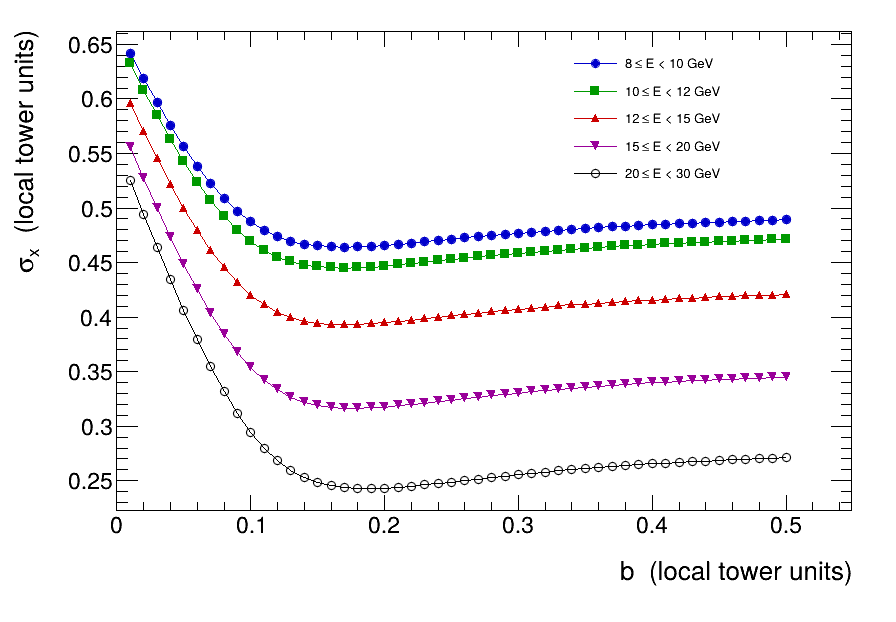 σx (local tower units)
0.65
0.6
0.55
0.5
0.45
0.4
0.35
0.3
0.25
8 ≤ E < 10 GeV
10 ≤ E < 12 GeV
12 ≤ E < 15 GeV
15 ≤ E < 20 GeV
20 ≤ E < 30 GeV
0 0.1 0.2 0.3 0.4 0.5
b (local tower units)